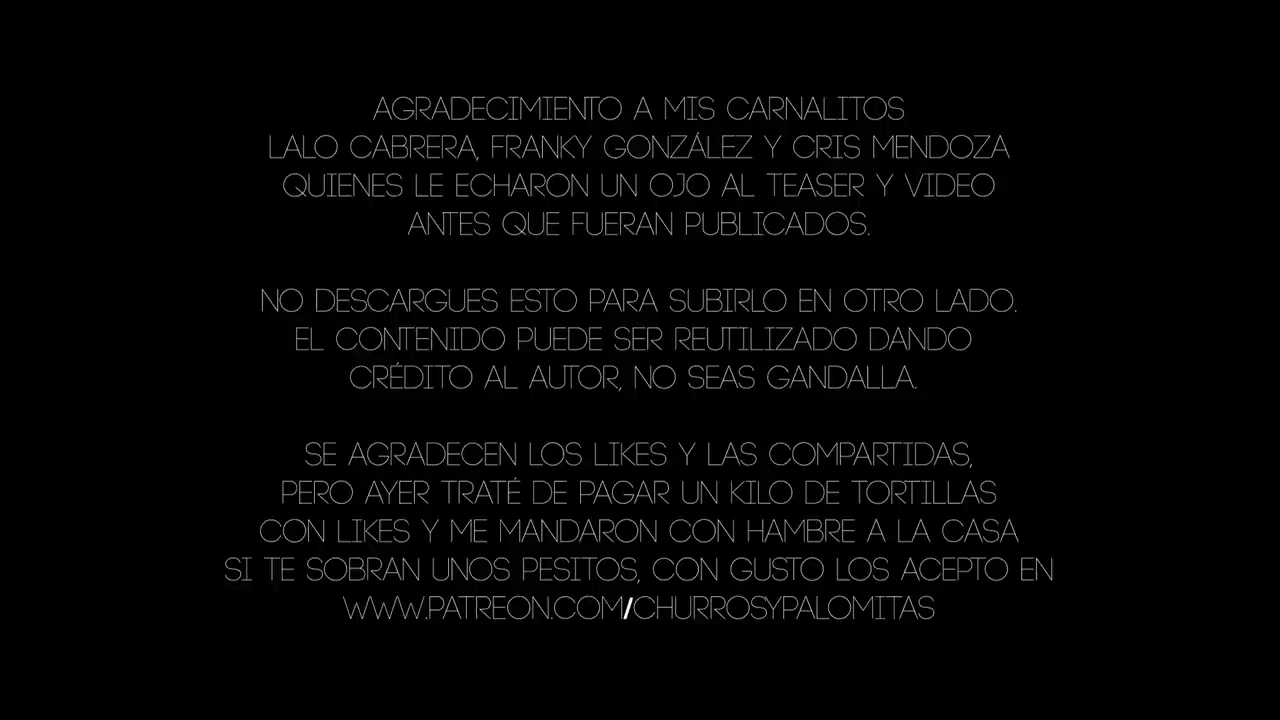 AGRADECIMIENTO A MIS CARNALITOS
LALO CABRERA, FRANKY GONZÁLEZ Y CRIS MENDOZA
QUIENES LE ECHARON UN OJO AL TEASER Y VIDEO
ANTES QUE FUERAN PUBLICADOS.
NO DESCARGUES ESTO PARA SUBIRLO EN OTRO LADO.
EL CONTENIDO PUEDE SER REUTILIZADO DANDO
CRÉDITO AL AUTOR, NO SEAS GANDALLA.
SE AGRADECEN LOS LIKES Y LAS COMPARTIDAS,
PERO AYER TRATÉ DE PAGAR UN KILO DE TORTILLAS
CON LIKES Y ME MANDARON CON HAMBRE A LA CASA
SI TE SOBRAN UNOS PESITOS, CON GUSTO LOS ACEPTO EN
WWW.PATREON.COM/CHURROSYPALOMITAS